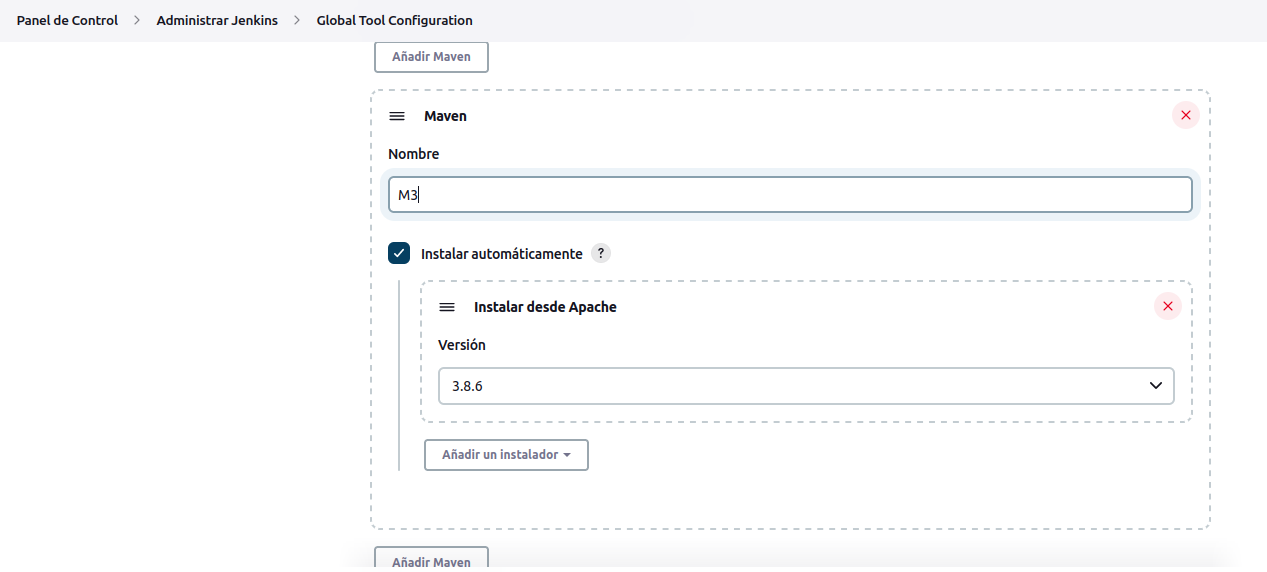 Panel de Control > Administrar Jenkins > Global Tool Configuration
Añadir Maven
Maven
Nombre
M3
Instalar automáticamente ?
Instalar desde Apache
Versión
3.8.6
Añadir un instalador
Añadir Maven